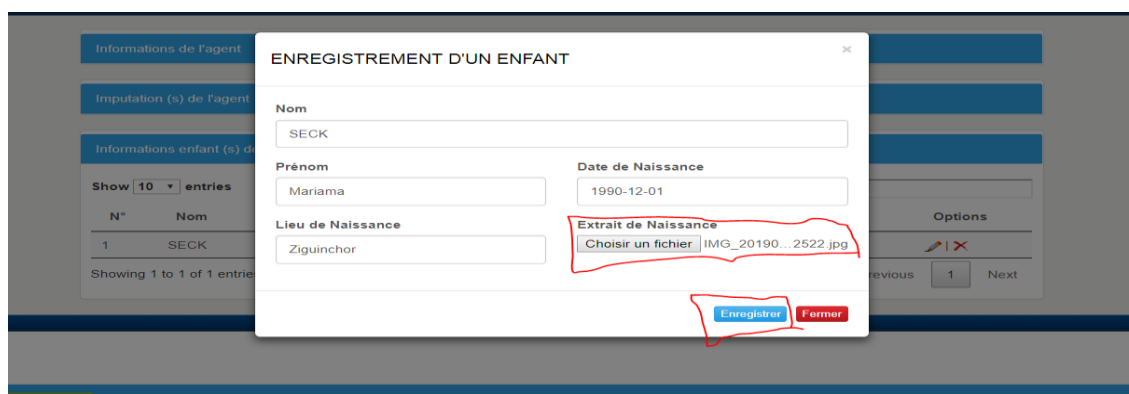 Informations de l'agent
ENREGISTREMENT D'UN ENFANT
×
Imputation (s) de l'agent
Nom
SECK
Informations enfant (s) de
Prénom
Date de Naissance
Show 10 entries
Mariama
1990-12-01
N° Nom
Options
Lieu de Naissance
Extrait de Naissance
1 SECK
Ziguinchor
Choisir un fichier IMG_20190...2522.jpg
Showing 1 to 1 of 1 entrie
revious 1 Next
Enregistrer Fermer